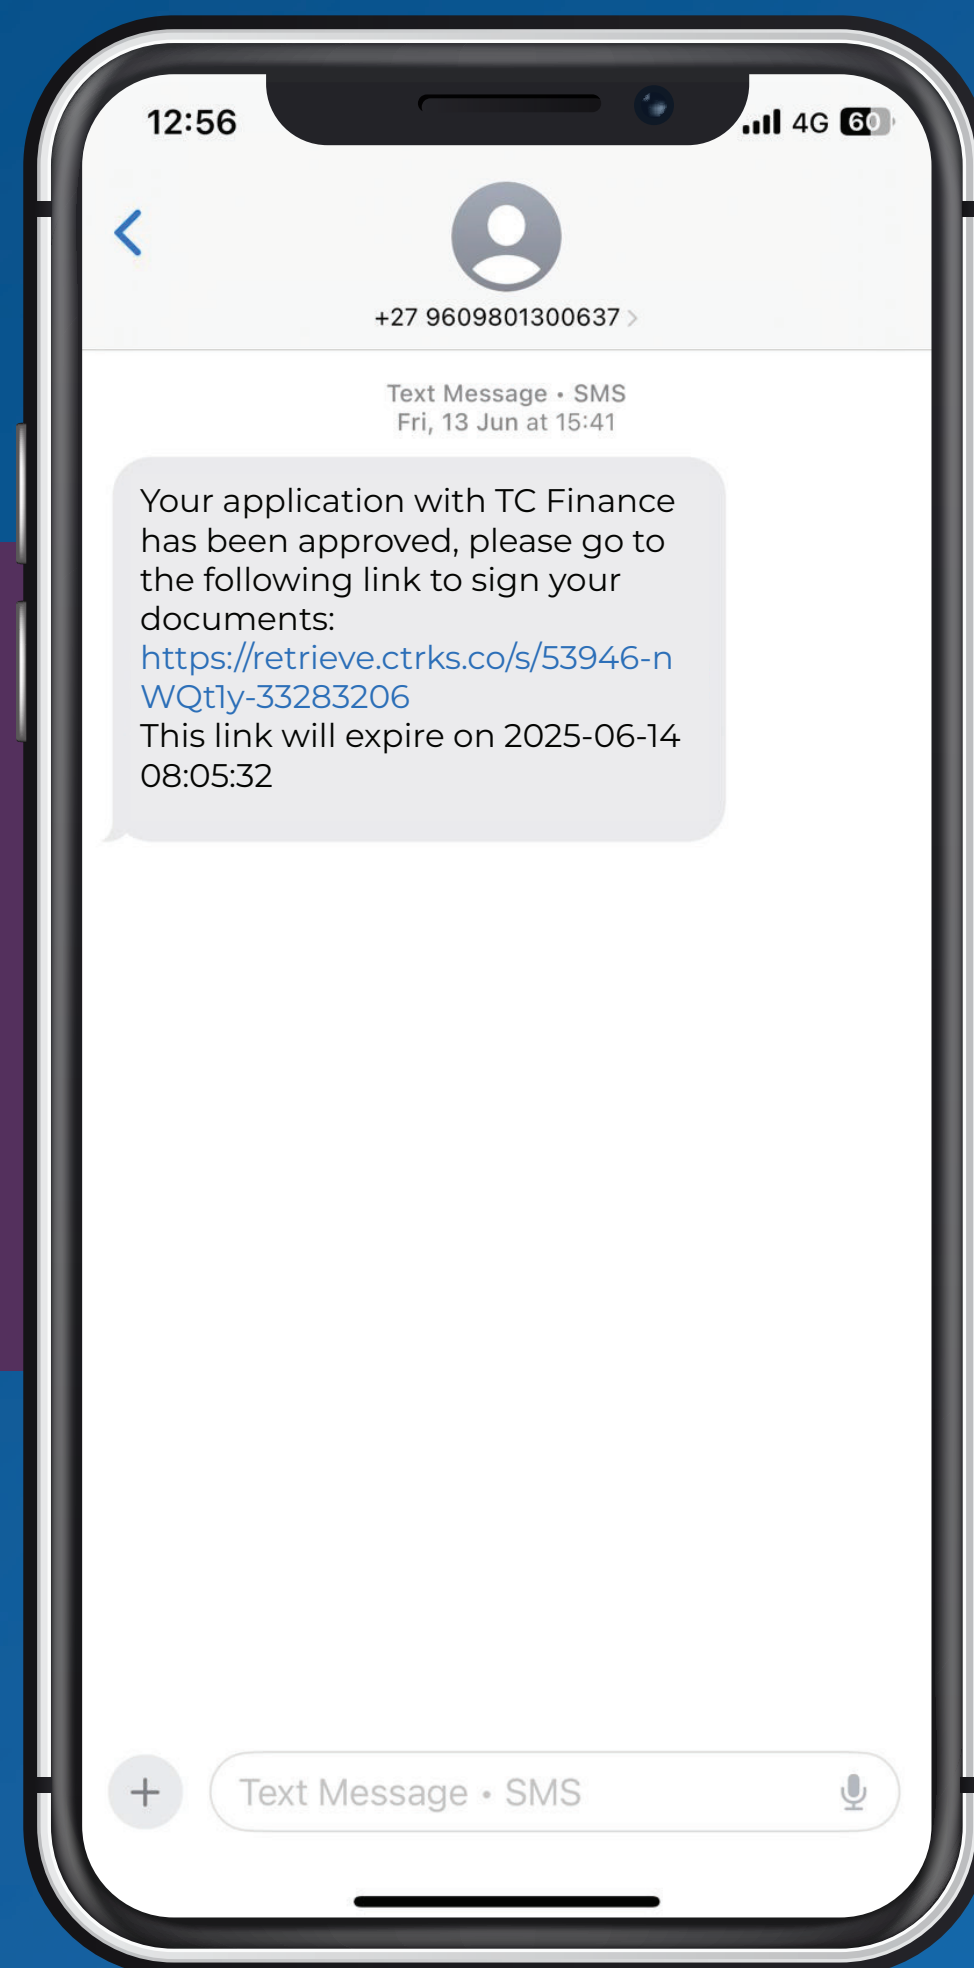 12:56
4G 60
+27 9609801300637
Text Message • SMS
Fri, 13 Jun at 15:41
Your application with TC Finance
has been approved, please go to
the following link to sign your
documents:
https://retrieve.ctrks.co/s/53946-n
WQt1y-33283206
This link will expire on 2025-06-14
08:05:32
Text Message • SMS